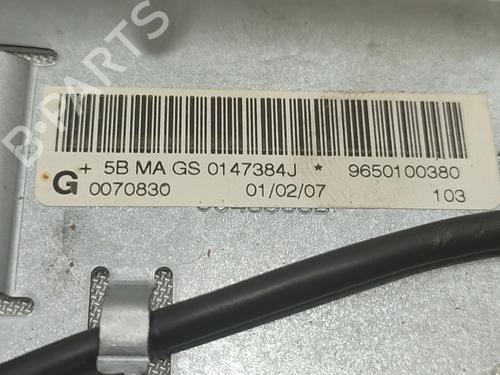 B-PARTS
+ 5B MA GS 0147384J * 9650100380
G 0070830 01/02/07 103